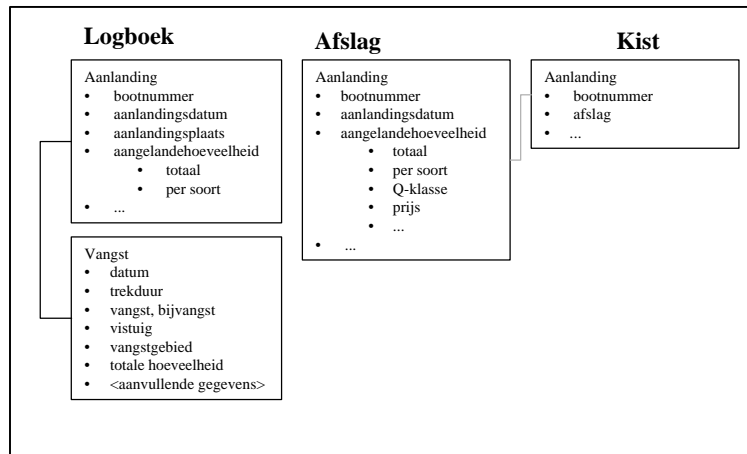 Logboek
Aanlanding
• bootnummer
• aanlandingsdatum
• aanlandingsplaats
• aangelandehoeveelheid
• totaal
• per soort
• ...
Vangst
• datum
• trekduur
• vangst, bijvangst
• vistuig
• vangstgebied
• totale hoeveelheid
• <aanvullende gegevens>
Afslag
Aanlanding
• bootnummer
• aanlandingsdatum
• aangelandehoeveelheid
• totaal
• per soort
• Q-klasse
• prijs
• ...
• ...
Kist
Aanlanding
• bootnummer
• afslag
• ...